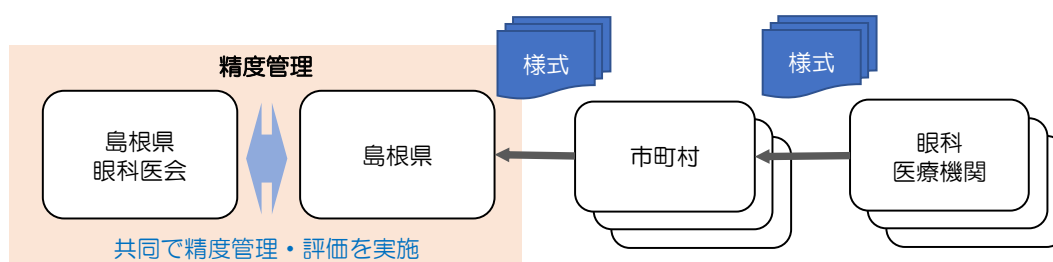 精度管理
様式
様式
島根県
眼科医会
島根県
市町村
眼科
医療機関
共同で精度管理・評価を実施